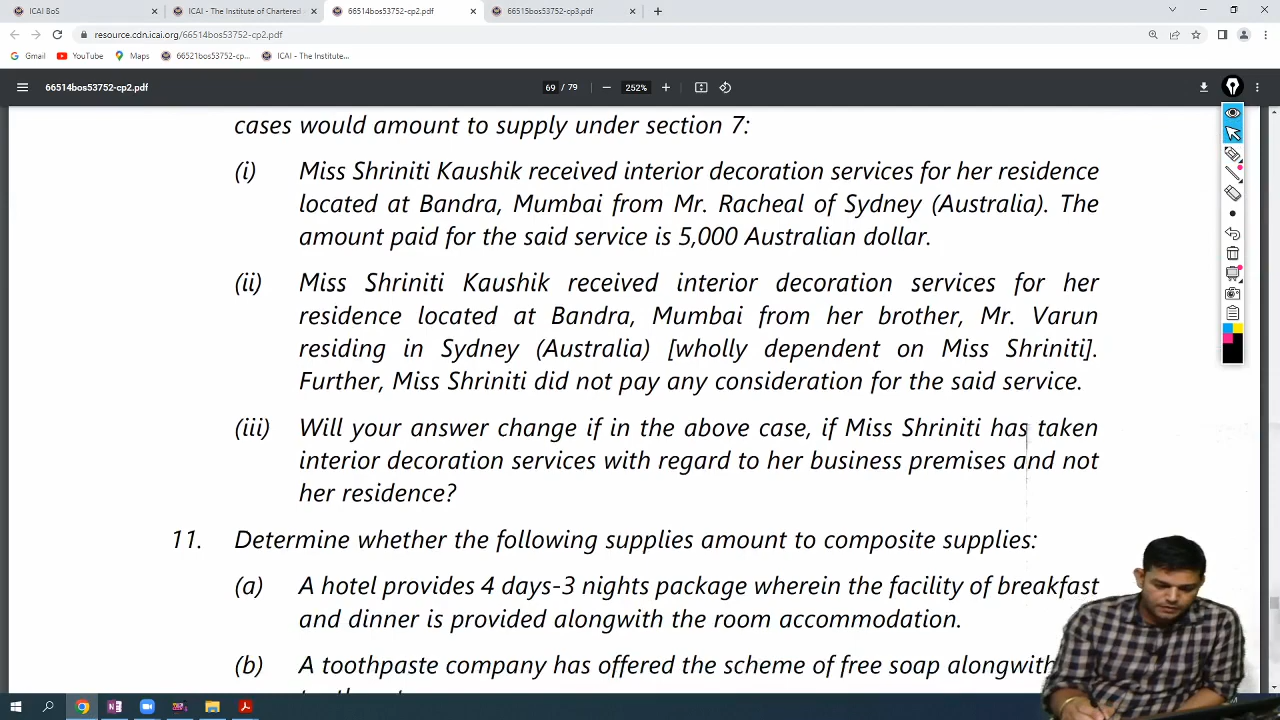 ICAI BoS
ICAI - The Institute of Chartered
66514bos53752-cp2.pdf
66515bos53752-cp3.pdf
resource.cdn.icai.org/66514bos53752-cp2.pdf
Gmail
YouTube
Maps
66521bos53752-cp...
ICAI - The Institute...
66514bos53752-cp2.pdf
69 / 79
252%
cases would amount to supply under section 7:
(i) Miss Shriniti Kaushik received interior decoration services for her residence
located at Bandra, Mumbai from Mr. Racheal of Sydney (Australia). The
amount paid for the said service is 5,000 Australian dollar.
(ii) Miss Shriniti Kaushik received interior decoration services for her
residence located at Bandra, Mumbai from her brother, Mr. Varun
residing in Sydney (Australia) [wholly dependent on Miss Shriniti].
Further, Miss Shriniti did not pay any consideration for the said service.
(iii) Will your answer change if in the above case, if Miss Shriniti has taken
interior decoration services with regard to her business premises and not
her residence?
11. Determine whether the following supplies amount to composite supplies:
(a) A hotel provides 4 days-3 nights package wherein the facility of breakfast
and dinner is provided alongwith the room accommodation.
(b) A toothpaste company has offered the scheme of free soap alongwith